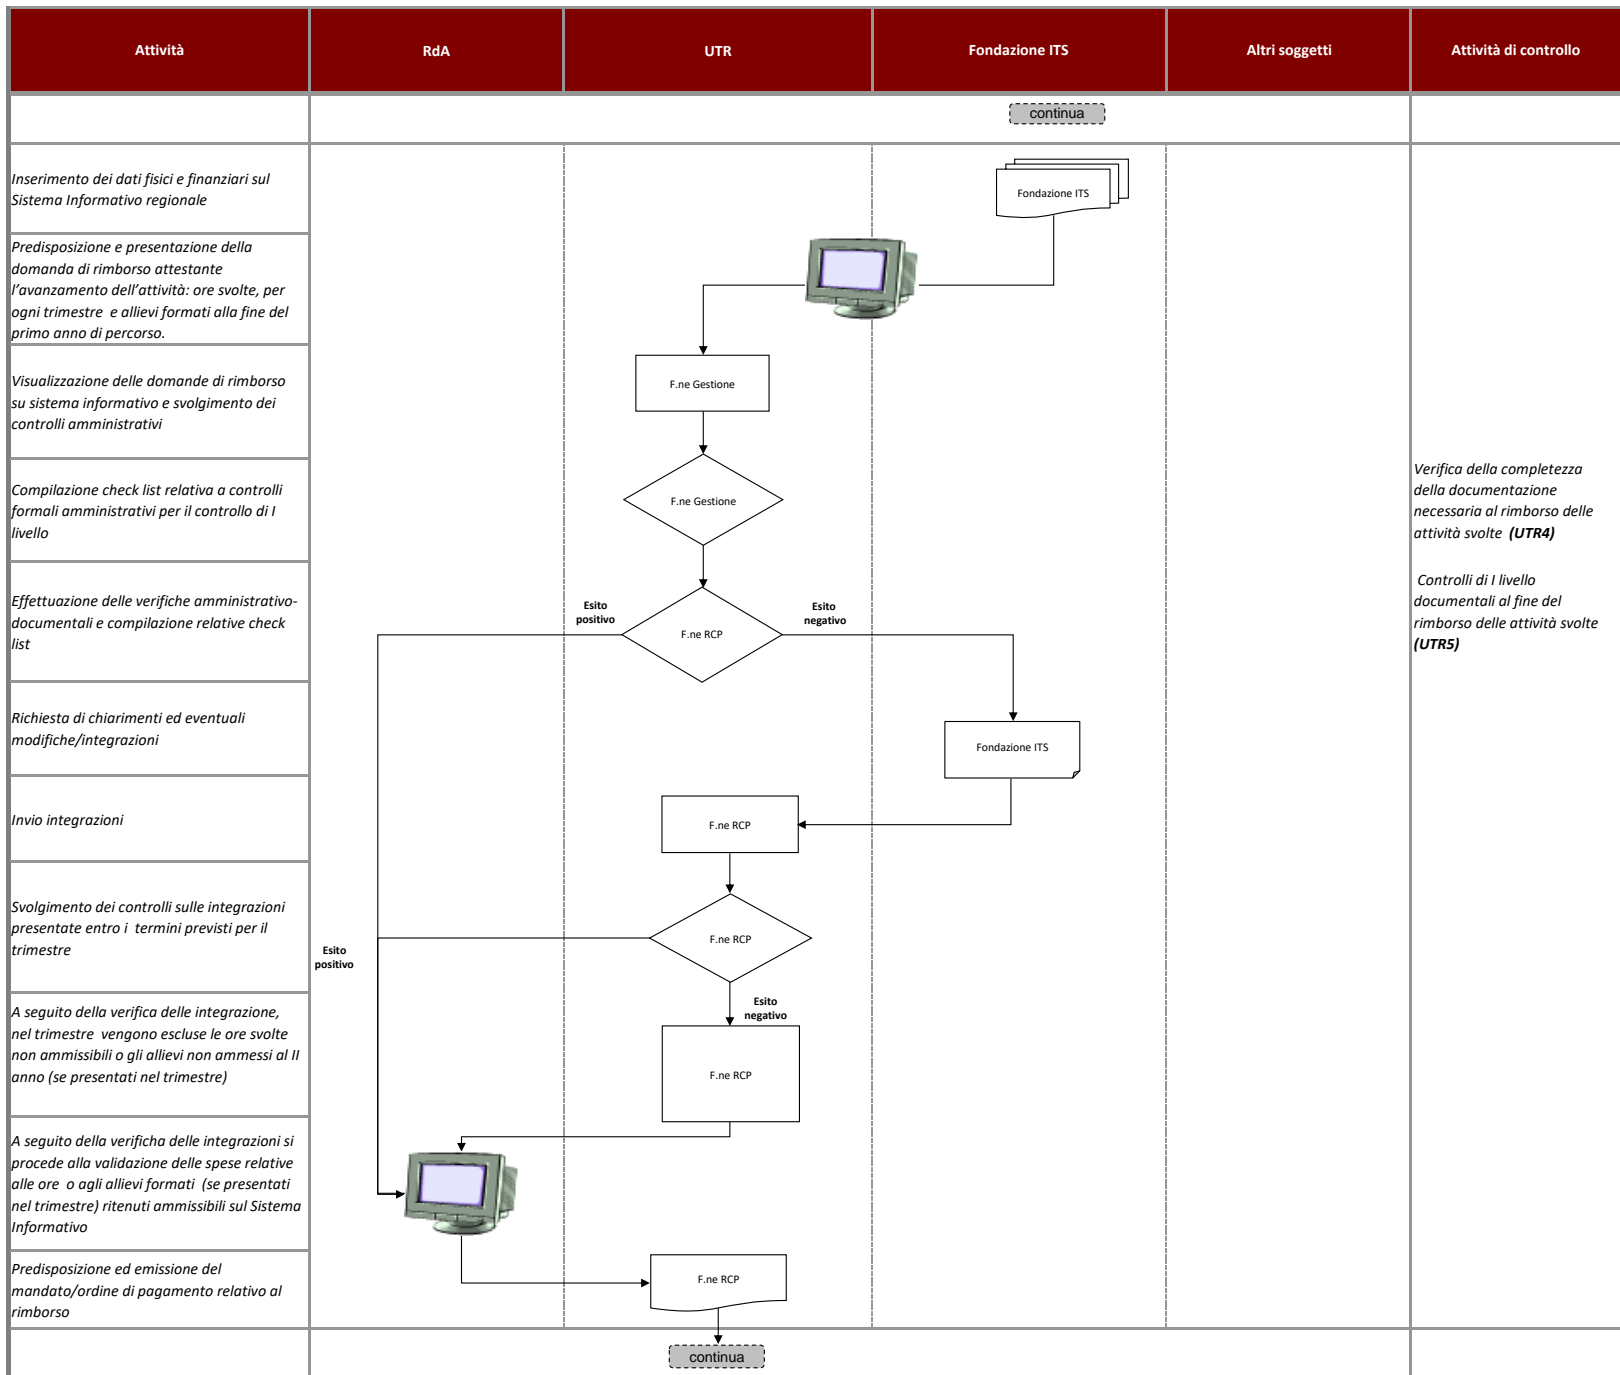 Attività
RdA
UTR
Fondazione ITS
Altri soggetti
Attività di controllo
continua
Inserimento dei dati fisici e finanziari sul
Sistema Informativo regionale
Fondazione ITS
Predisposizione e presentazione della
domanda di rimborso attestante
l'avanzamento dell'attività: ore svolte, per
ogni trimestre e allievi formati alla fine del
primo anno di percorso.
Visualizzazione delle domande di rimborso
su sistema informativo e svolgimento dei
controlli amministrativi
F.ne Gestione
Compilazione check list relativa a controlli
formali amministrativi per il controllo di I
livello
F.ne Gestione
Verifica della completezza
della documentazione
necessaria al rimborso delle
attività svolte (UTR4)
Controlli di I livello
documentali al fine del
rimborso delle attività svolte
(UTR5)
Effettuazione delle verifiche amministrativo-
documentali e compilazione relative check
list
Esito
positivo
F.ne RCP
Esito
negativo
Richiesta di chiarimenti ed eventuali
modifiche/integrazioni
Fondazione ITS
Invio integrazioni
F.ne RCP
Svolgimento dei controlli sulle integrazioni
presentate entro i termini previsti per il
trimestre
Esito
positivo
F.ne RCP
Esito
negativo
A seguito della verifica delle integrazione,
nel trimestre vengono escluse le ore svolte
non ammissibili o gli allievi non ammessi al II
anno (se presentati nel trimestre)
F.ne RCP
A seguito della verificha delle integrazioni si
procede alla validazione delle spese relative
alle ore o agli allievi formati (se presentati
nel trimestre) ritenuti ammissibili sul Sistema
Informativo
Predisposizione ed emissione del
mandato/ordine di pagamento relativo al
rimborso
F.ne RCP
continua